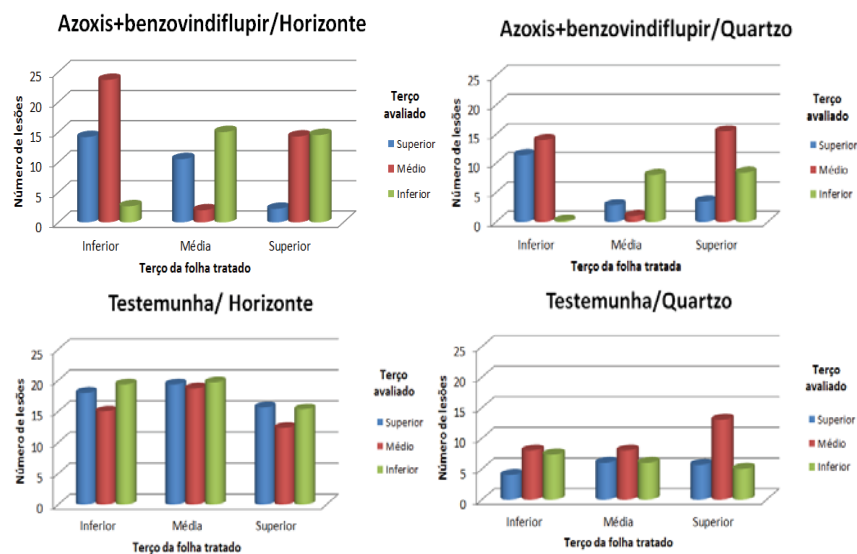 Azoxis+benzovindiflupir/Horizonte
Número de lesões
25
20
15
10
5
0
Inferior
Média
Superior
Terço da folha tratado
Terço
avaliado
Superior
Médio
Inferior
Azoxis+benzovindiflupir/Quartzo
Número de lesões
25
20
15
10
5
0
Inferior
Média
Superior
Terço da folha tratada
Terço
avaliado
Superior
Médio
Inferior
Testemunha/ Horizonte
Número de lesões
25
20
15
10
5
0
Inferior
Média
Superior
Terço da folha tratado
Terço
avaliado
Superior
Médio
Inferior
Testemunha/Quartzo
Número de lesões
25
20
15
10
5
0
Inferior
Média
Superior
Terço da folha tratado
Terço
avaliado
Superior
Médio
Inferior